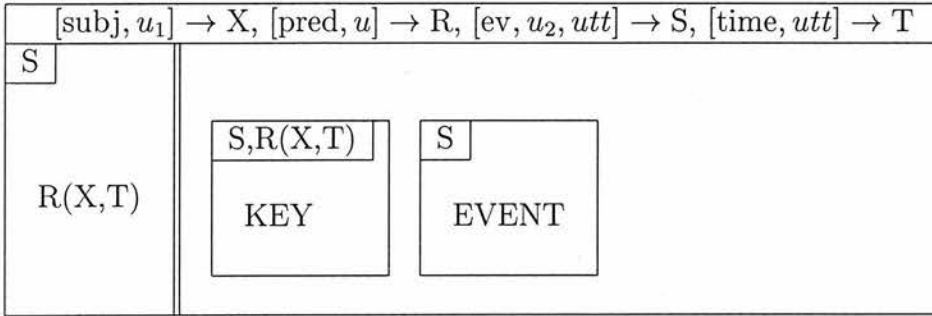 [subj, u₁] → X, [pred, u] → R, [ev, u₂, utt] → S, [time, utt] → T
S
S,R(X,T) S
R(X,T) KEY EVENT